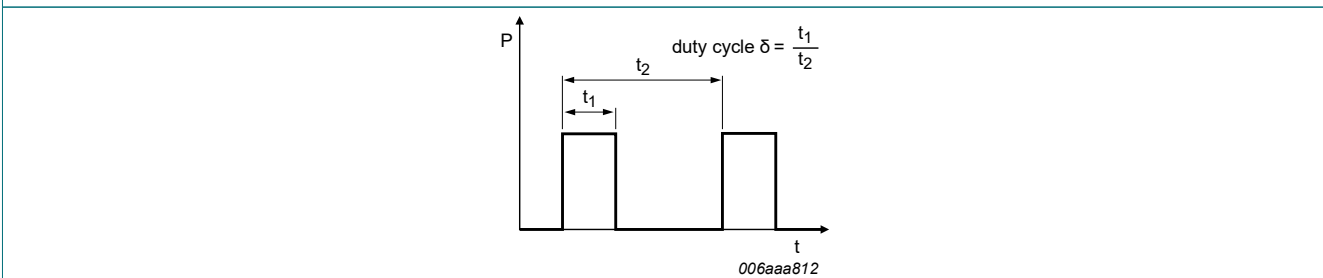 P
duty cycle δ = t1/t2
t2
t1
t
006aaa812